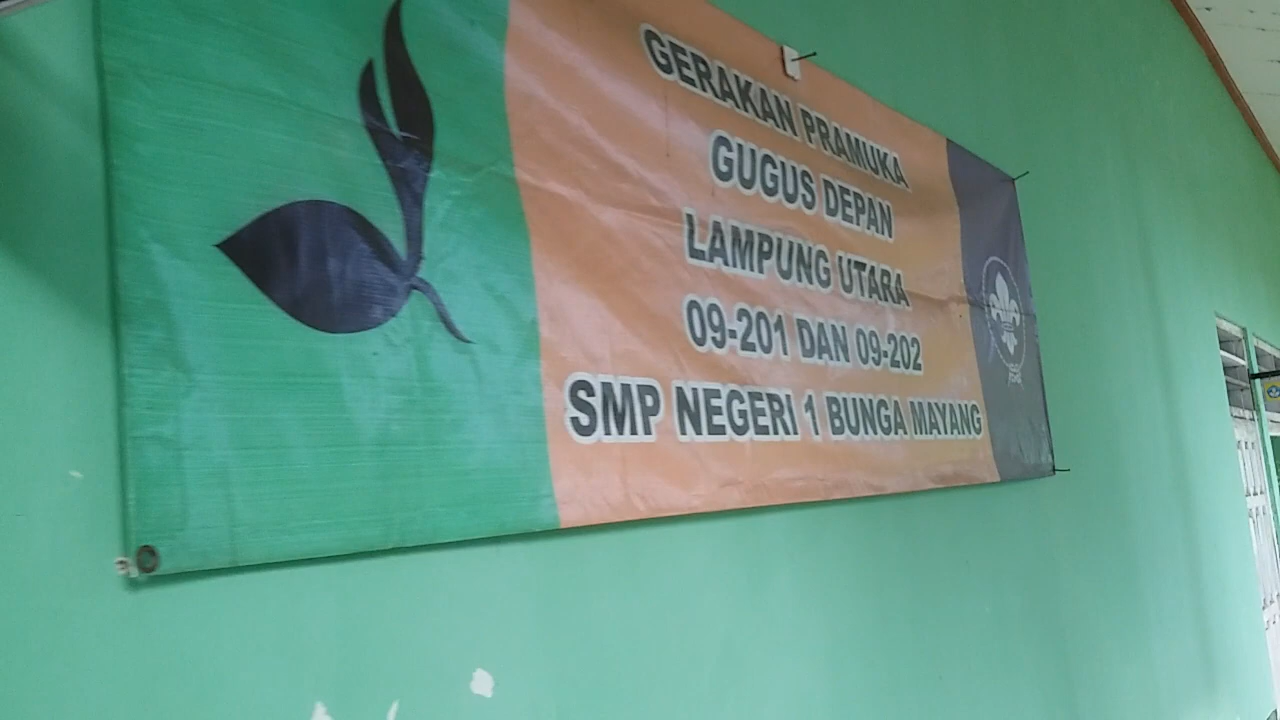 GERAKAN PRAMUKA
GUGUS DEPAN
LAMPUNG UTARA
09-201 DAN 09-202
SMP NEGERI 1 BUNGA MAYANG